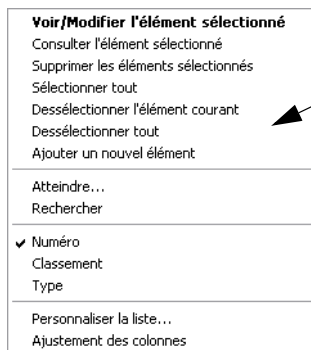 Voir/Modifier l'élément sélectionné
Consulter l'élément sélectionné
Supprimer les éléments sélectionnés
Sélectionner tout
Dessélectionner l'élément courant
Dessélectionner tout
Ajouter un nouvel élément
Atteindre...
Rechercher
Numéro
Classement
Type
Personnaliser la liste...
Ajustement des colonnes